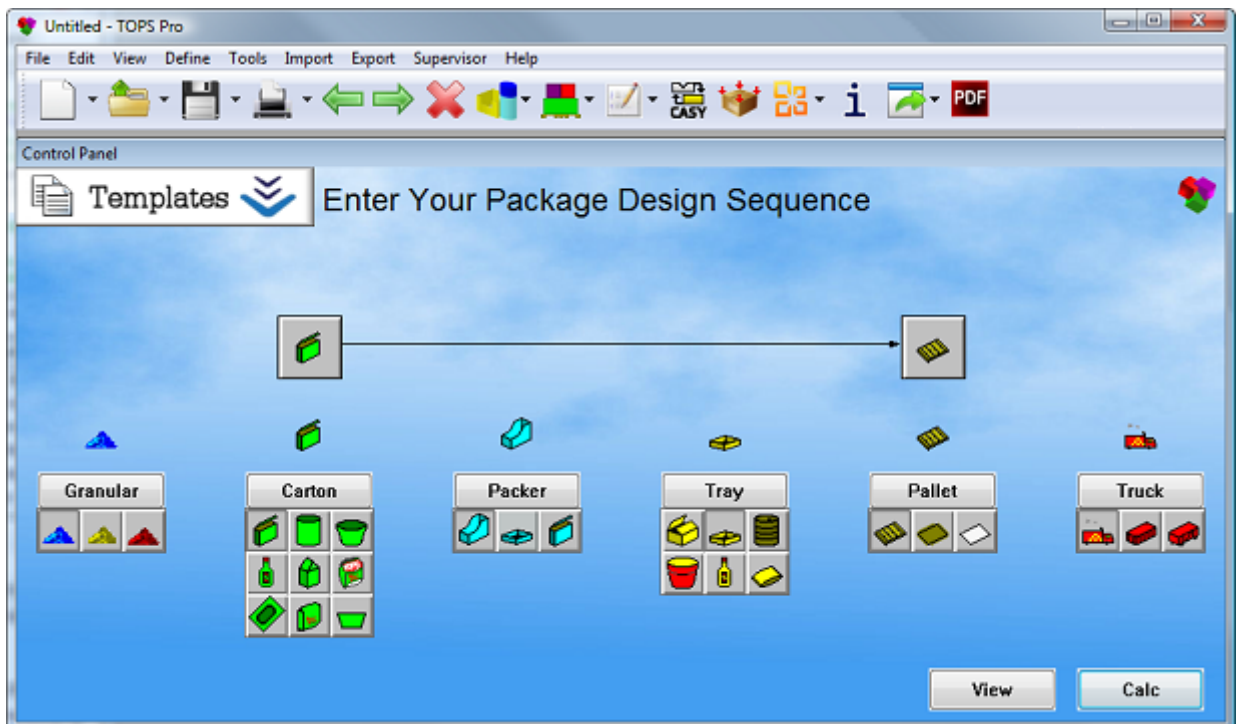 Untitled - TOPS Pro
File Edit View Define Tools Import Export Supervisor Help
CASY i PDF
Control Panel
Templates Enter Your Package Design Sequence
Granular Carton Packer Tray Pallet Truck
View Calc